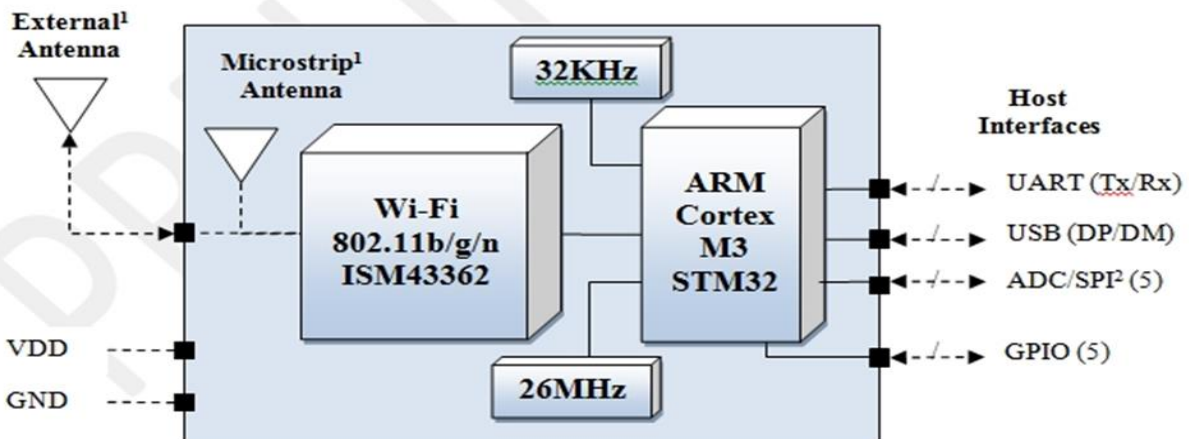 External¹
Antenna
Microstrip¹
Antenna
32KHz
Host
Interfaces
Wi-Fi
802.11b/g/n
ISM43362
ARM
Cortex
M3
STM32
UART (Tx/Rx)
USB (DP/DM)
ADC/SPI² (5)
GPIO (5)
VDD
GND
26MHz